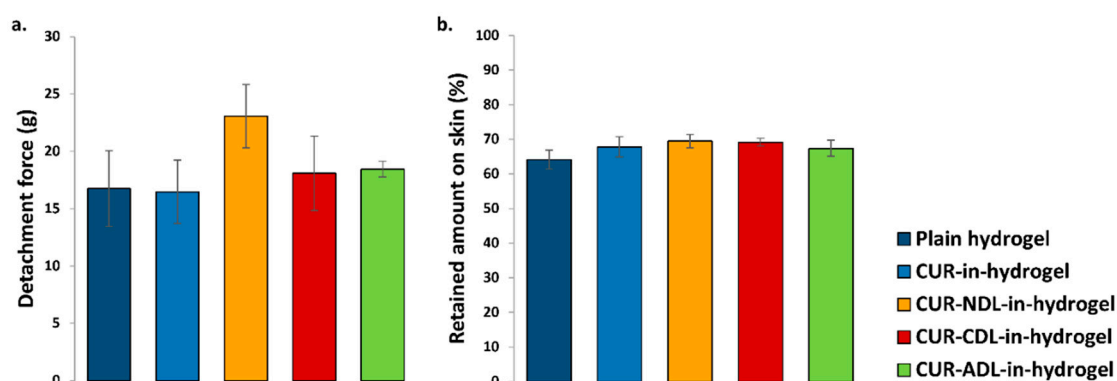 a.
Detachment force (g)
30
25
20
15
10
5
0
b.
Retained amount on skin (%)
100
90
80
70
60
50
40
30
20
10
0
Plain hydrogel
CUR-in-hydrogel
CUR-NDL-in-hydrogel
CUR-CDL-in-hydrogel
CUR-ADL-in-hydrogel